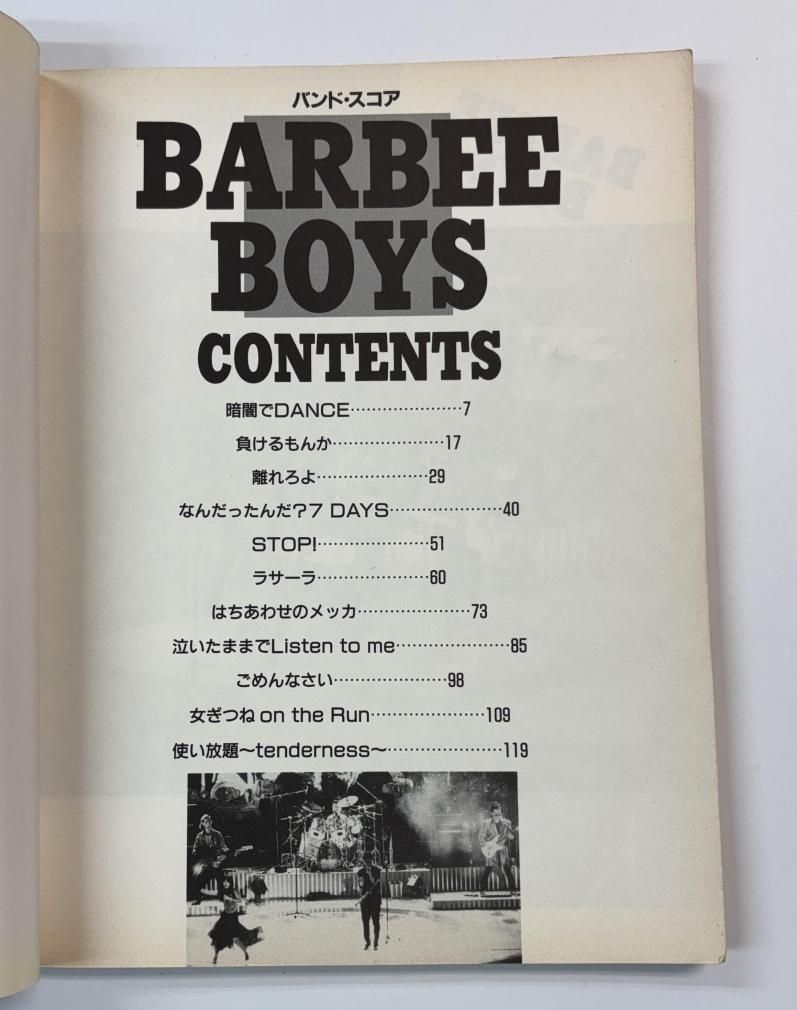 バンド・スコア
BARBEE
BOYS
CONTENTS
暗闇でDANCE…………………7
負けるもんか…………………17
離れろよ…………………29
なんだったんだ?7 DAYS…………………40
STOP!…………………51
ラサーラ…………………60
はちあわせのメッカ…………………73
泣いたままでListen to me…………………85
ごめんなさい…………………98
女ぎつね on the Run…………………109
使い放題〜tenderness〜…………………119